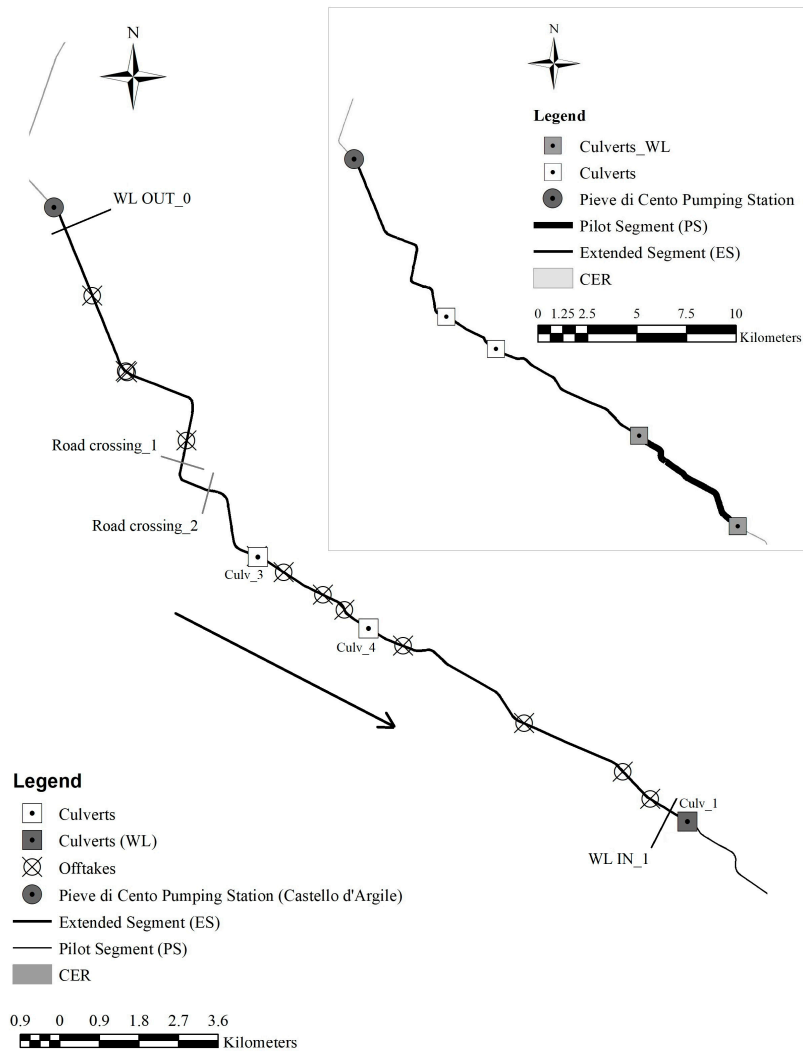 N
WL OUT_0
Road crossing_1
Road crossing_2
Culv_3
Culv_4
Culv_1
WL IN_1
Legend
Culverts
Culverts (WL)
Offtakes
Pieve di Cento Pumping Station (Castello d'Argile)
Extended Segment (ES)
Pilot Segment (PS)
CER
0.9 0 0.9 1.8 2.7 3.6
Kilometers
N
Legend
Culverts_WL
Culverts
Pieve di Cento Pumping Station
Pilot Segment (PS)
Extended Segment (ES)
CER
0 1.25 2.5 5 7.5 10
Kilometers